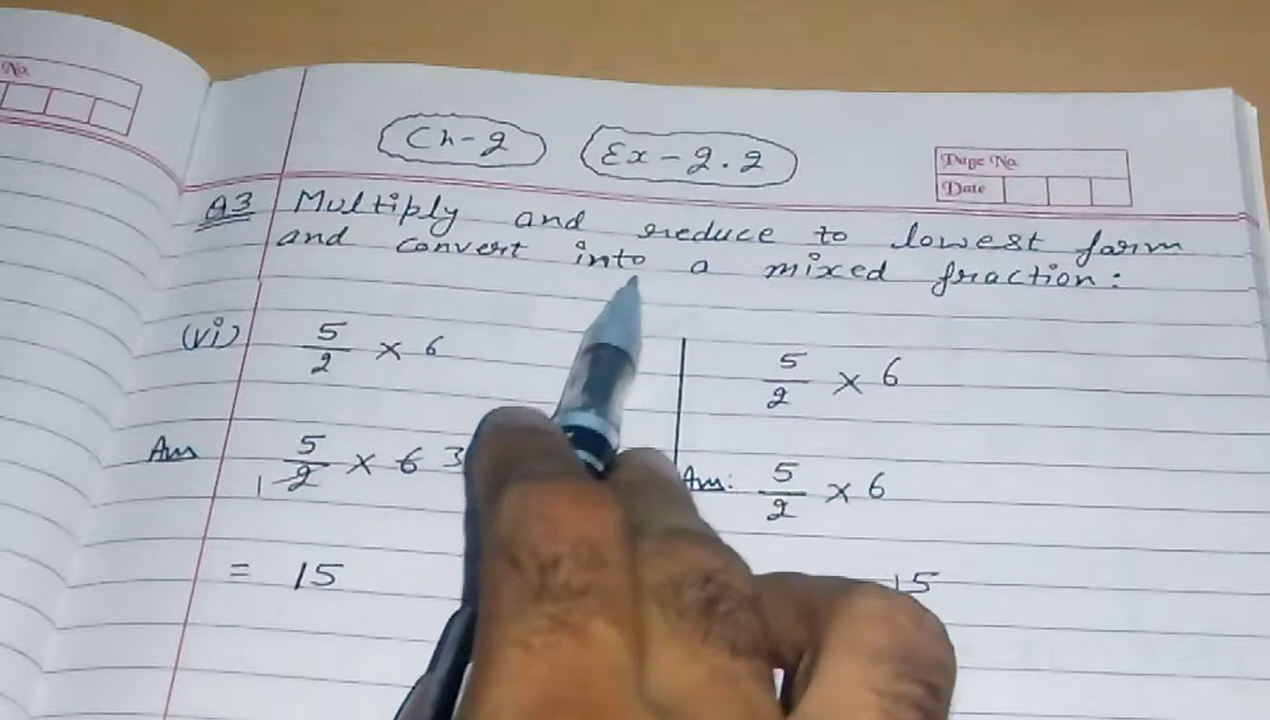 No.
Ch-2 Ex-2.2
Page No.
Date
Q3 Multiply and reduce to lowest form
and convert into a mixed fraction:
(vi) 5/2 × 6
5/2 × 6
Ans 5/2 × 6 3
1
Ans: 5/2 × 6
= 15
15